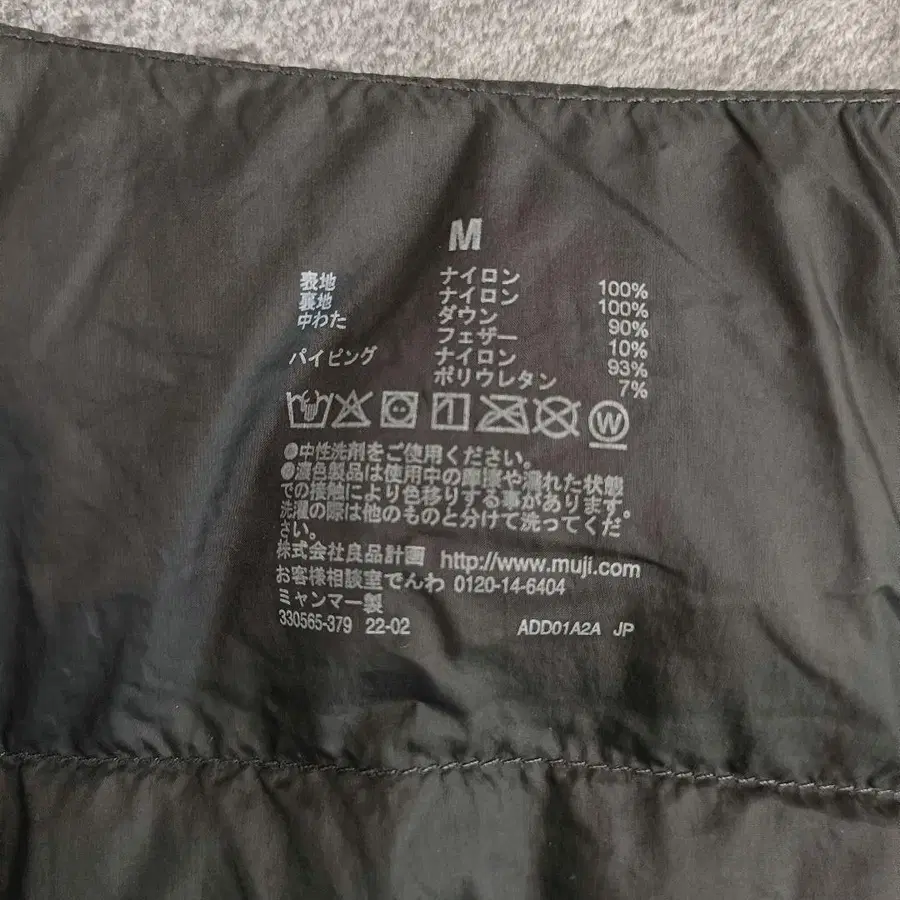 M
表地 ナイロン 100%
裏地 ナイロン 100%
中わた ダウン 90%
フェザー 10%
パイピング ナイロン 93%
ポリウレタン 7%
W
●中性洗剤をご使用ください。
●濃色製品は使用中の摩擦や濡れた状態
での接触により色移りする事があります。
洗濯の際は他のものと分けて洗ってくだ
さい。
株式会社良品計画 http://www.muji.com
お客様相談室でんわ 0120-14-6404
ミャンマー製
330565-379 22-02 ADD01A2A JP